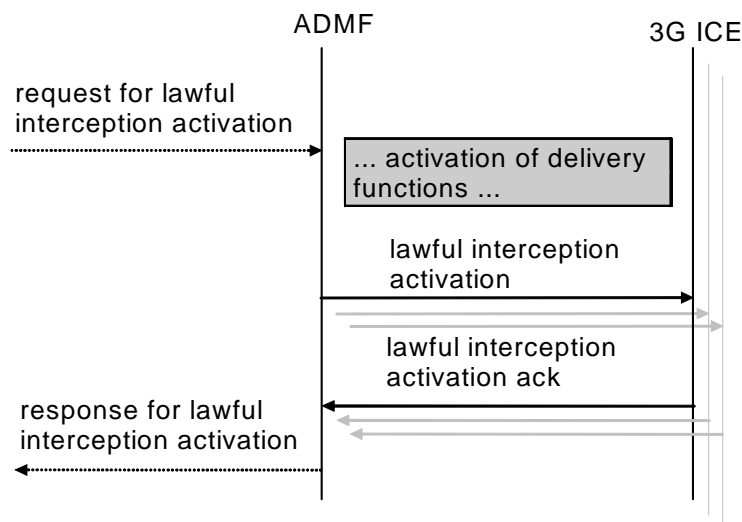 ADMF
3G ICE
request for lawful
interception activation
... activation of delivery
functions ...
lawful interception
activation
lawful interception
activation ack
response for lawful
interception activation